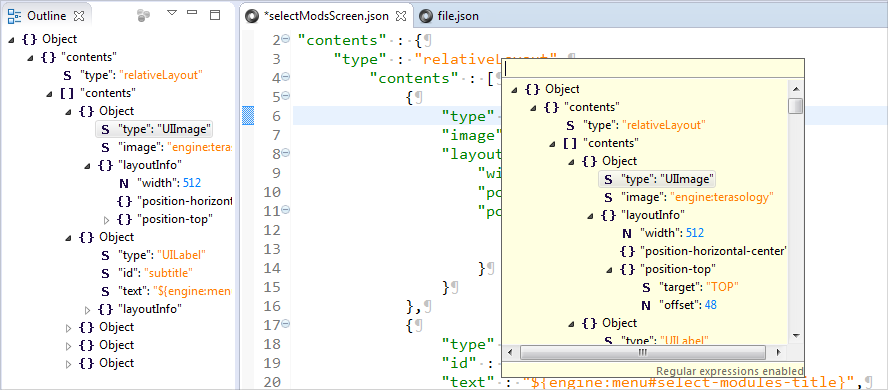 Outline
Object
"contents"
"type": "relativeLayout"
"contents"
Object
"type": "UIImage"
"image": "engine:teras
"layoutInfo"
"width": 512
"position-horizont
"position-top"
Object
"type": "UILabel"
"id": "subtitle"
"text": "${engine:men
"layoutInfo"
Object
Object
Object
*selectModsScreen.json
file.json
2 "contents" : {¶
3 "type" : "relativeLayout",
4 "contents" : [¶
5 {¶
6 "type"
7 "image"
8 "layout
9 "wi
10 "po
11 "po
12
13
14 }¶
15 }¶
16 },¶
17 {¶
18 "type"
19 "id" :
20 "text" : "${engine:menu#select-modules-title}",
Object
"contents"
"type": "relativeLayout"
"contents"
Object
"type": "UIImage"
"image": "engine:terasology"
"layoutInfo"
"width": 512
"position-horizontal-center"
"position-top"
"target": "TOP"
"offset": 48
Object
"type": "UILabel"
Regular expressions enabled